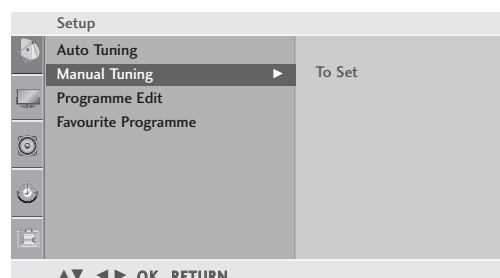 Setup
Auto Tuning
Manual Tuning ►
To Set
Programme Edit
Favourite Programme
▲▼ ◄► OK RETURN